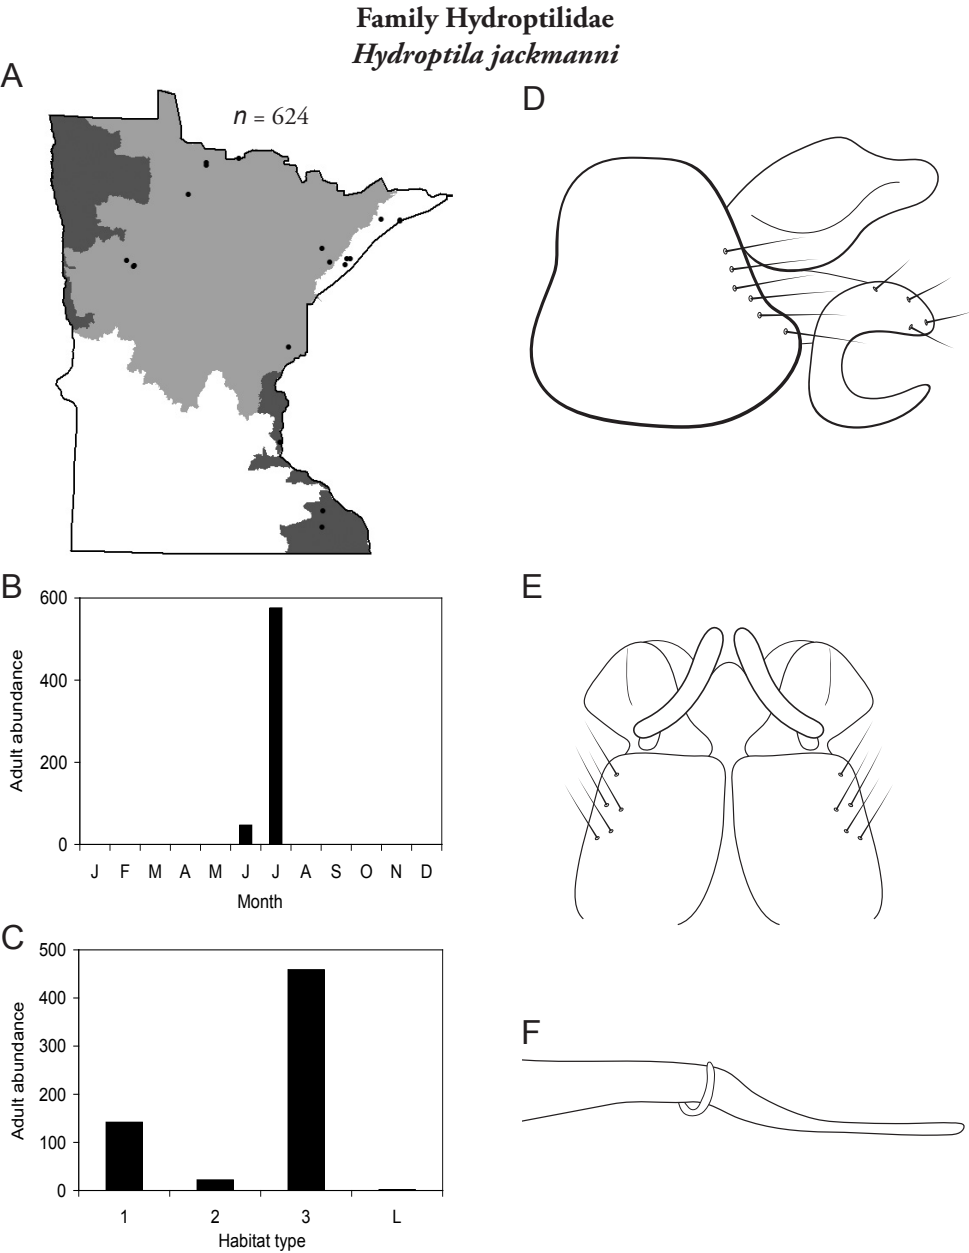 Family Hydroptilidae
Hydroptila jackmanni
A
n = 624
D
B
600
400
200
0
Adult abundance
J F M A M J J A S O N D
Month
E
C
500
400
300
200
100
0
Adult abundance
1 2 3 L
Habitat type
F